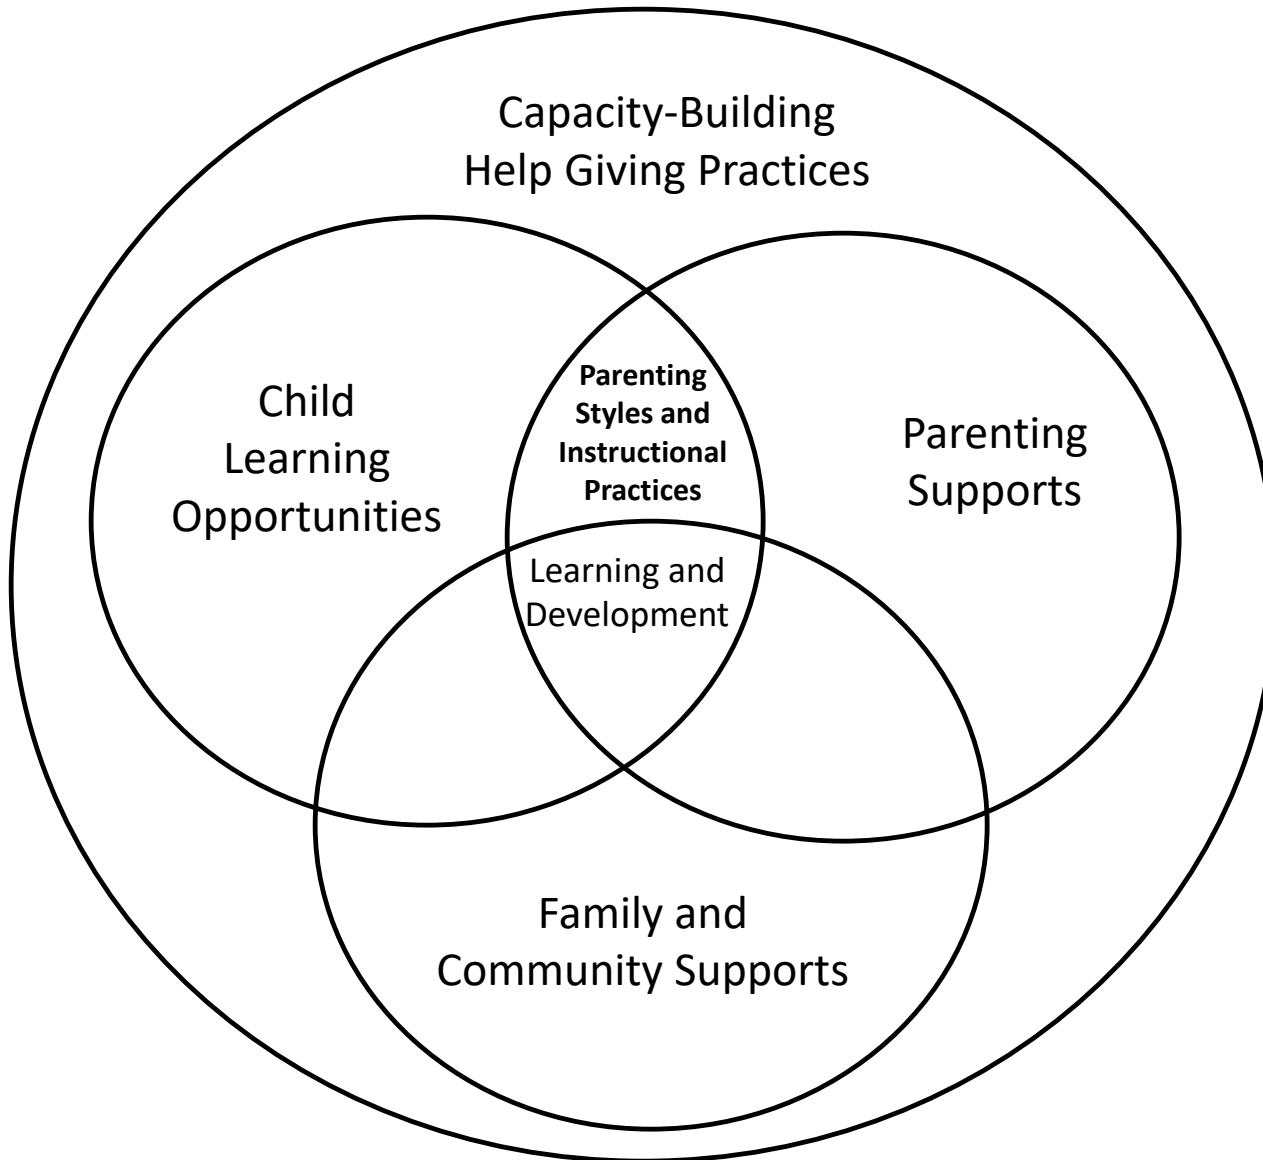 Capacity-Building
Help Giving Practices
Child
Learning
Opportunities
Parenting
Styles and
Instructional
Practices
Parenting
Supports
Learning and
Development
Family and
Community Supports